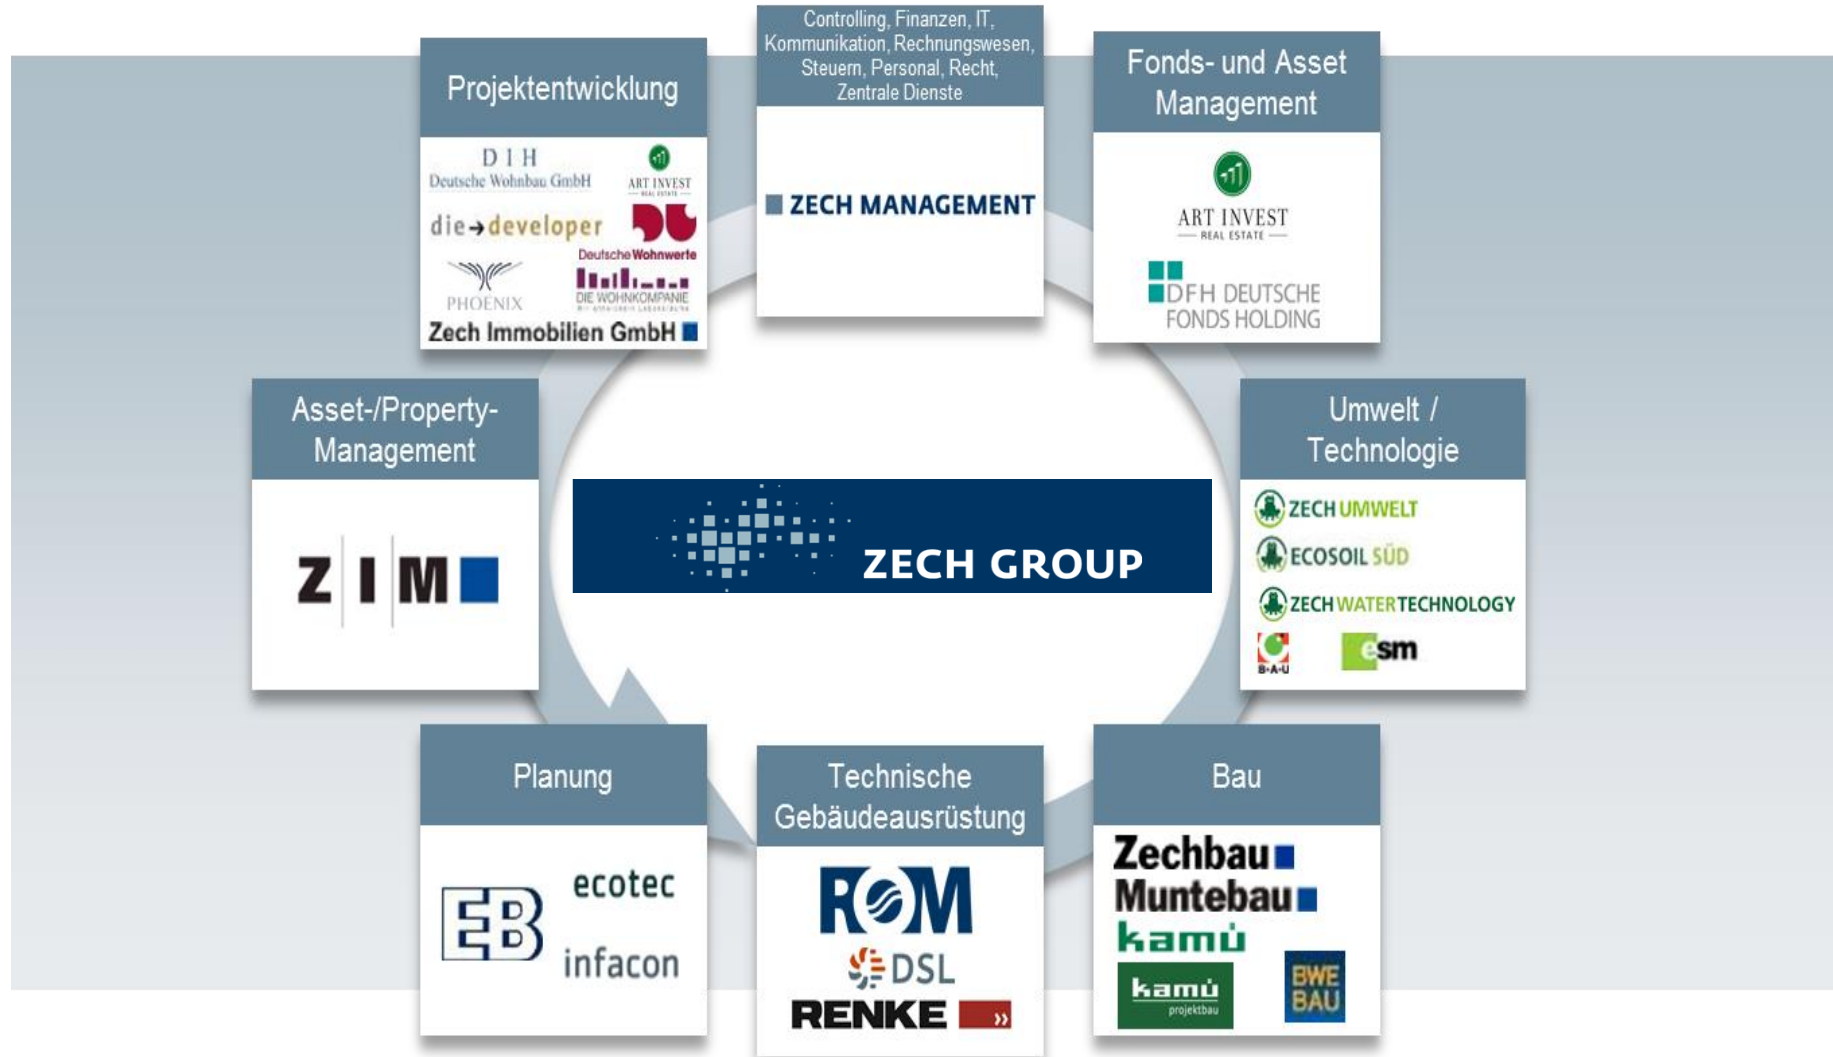 Controlling, Finanzen, IT,
Kommunikation, Rechnungswesen,
Steuern, Personal, Recht,
Zentrale Dienste
ZECH MANAGEMENT
Projektentwicklung
D I H
Deutsche Wohnbau GmbH
ART INVEST
REAL ESTATE
die→developer
Deutsche Wohnwerte
PHOENIX
DIE WOHNKOMPANIE
Zech Immobilien GmbH
Fonds- und Asset
Management
ART INVEST
REAL ESTATE
DFH DEUTSCHE
FONDS HOLDING
Asset-/Property-
Management
Z I M
ZECH GROUP
Umwelt /
Technologie
ZECH UMWELT
ECOSOIL SÜD
ZECH WATERTECHNOLOGY
B·A·U
esm
Planung
EB
ecotec
infacon
Technische
Gebäudeausrüstung
ROM
DSL
RENKE
Bau
Zechbau
Muntebau
kamü
kamü
projektbau
BWE
BAU